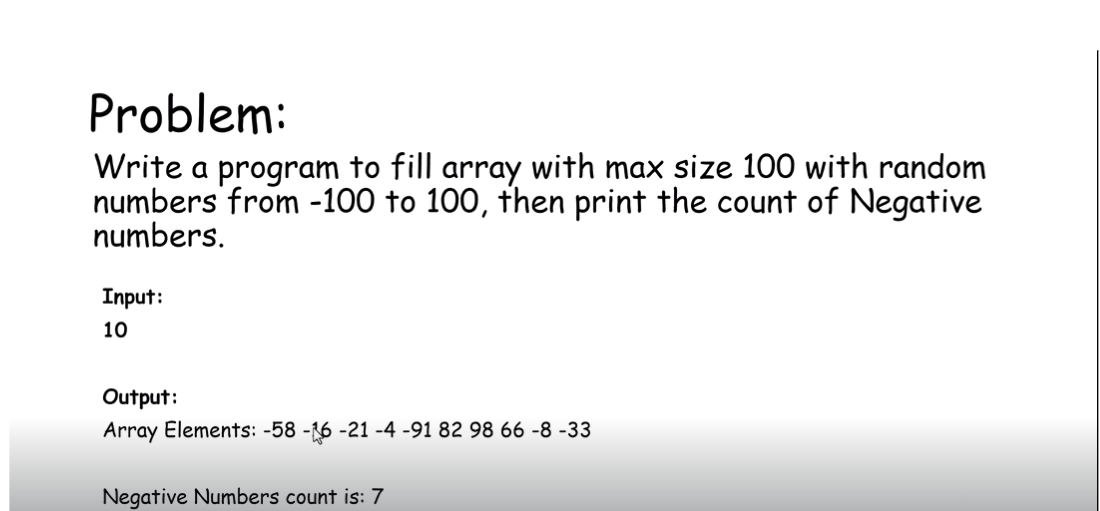 Problem:
Write a program to fill array with max size 100 with random
numbers from -100 to 100, then print the count of Negative
numbers.
Input:
10
Output:
Array Elements: -58 -16 -21 -4 -91 82 98 66 -8 -33
Negative Numbers count is: 7